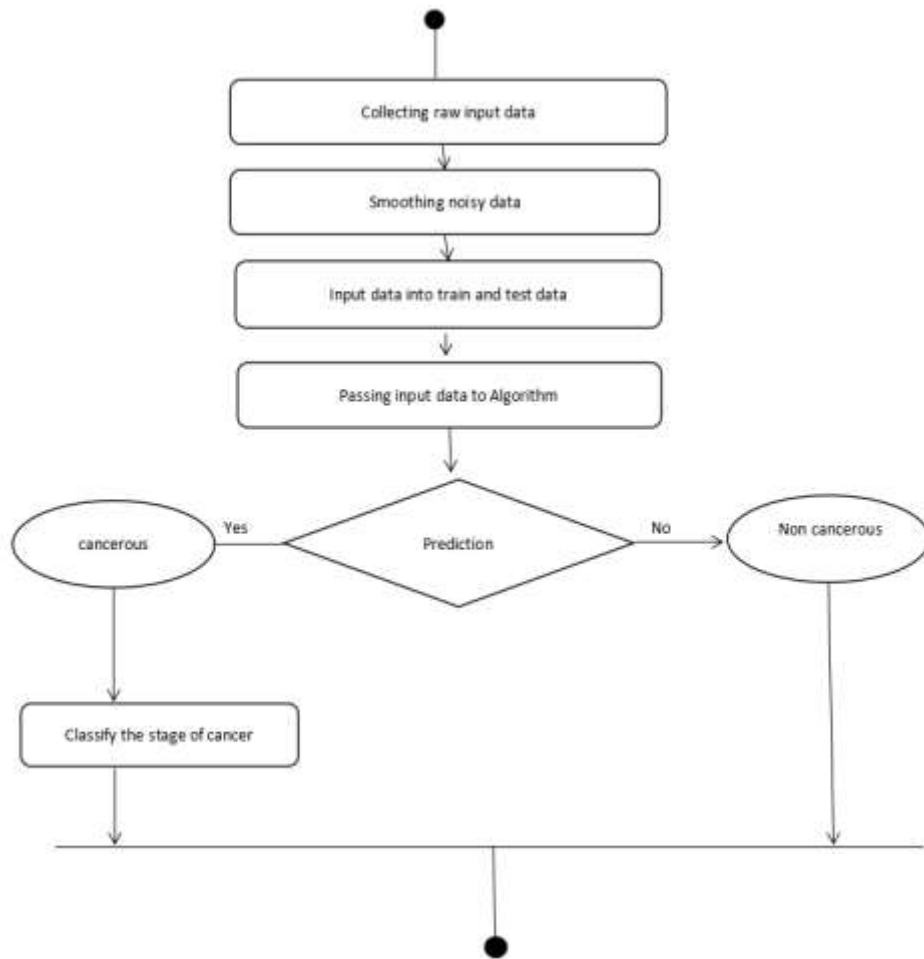 Collecting raw input data
Smoothing noisy data
Input data into train and test data
Passing input data to Algorithm
cancerous
Yes
Prediction
No
Non cancerous
Classify the stage of cancer